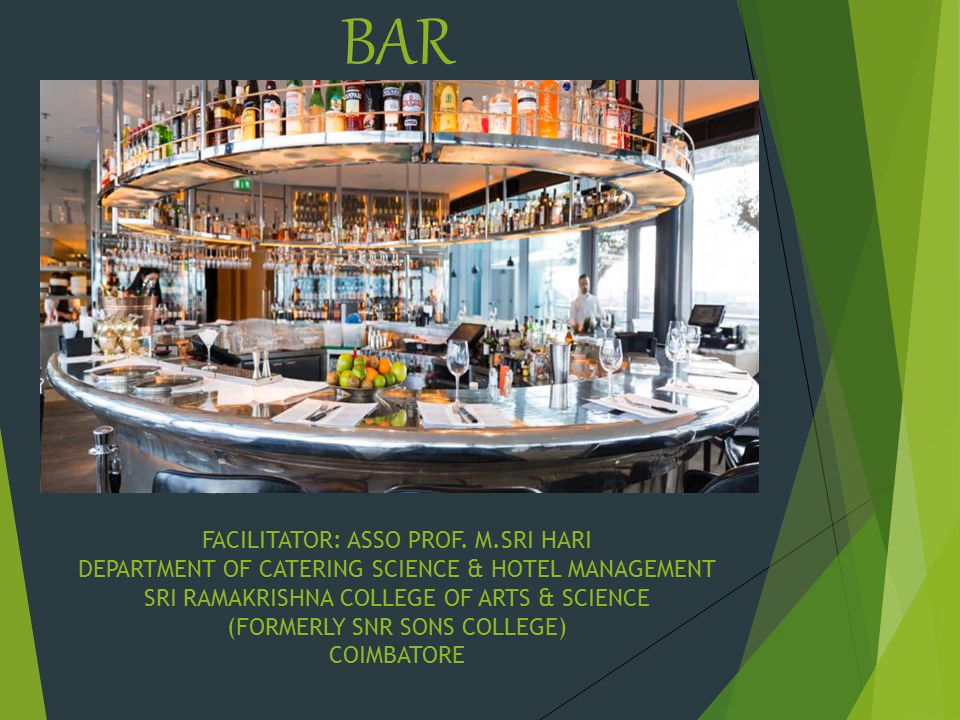 BAR
FACILITATOR: ASSO PROF. M.SRI HARI
DEPARTMENT OF CATERING SCIENCE & HOTEL MANAGEMENT
SRI RAMAKRISHNA COLLEGE OF ARTS & SCIENCE
(FORMERLY SNR SONS COLLEGE)
COIMBATORE